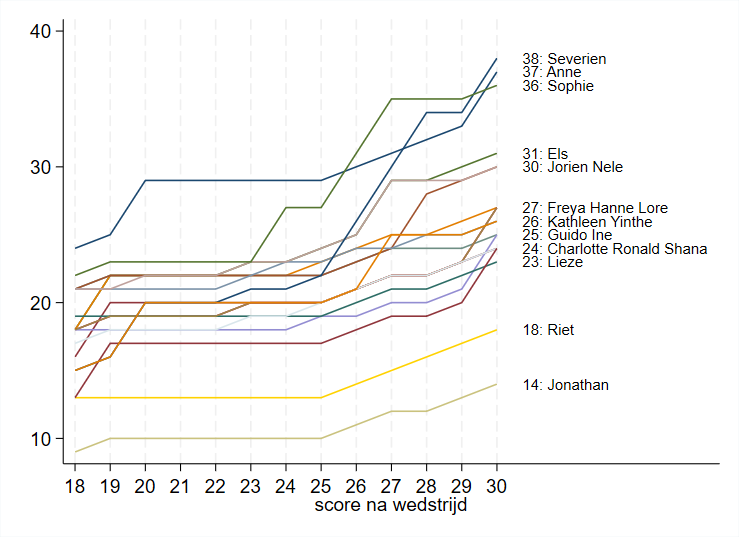 40
38: Severien
37: Anne
36: Sophie
31: Els
30
30: Jorien Nele
27: Freya Hanne Lore
26: Kathleen Yinthe
25: Guido Ine
24: Charlotte Ronald Shana
23: Lieze
20
18: Riet
14: Jonathan
10
18 19 20 21 22 23 24 25 26 27 28 29 30
score na wedstrijd